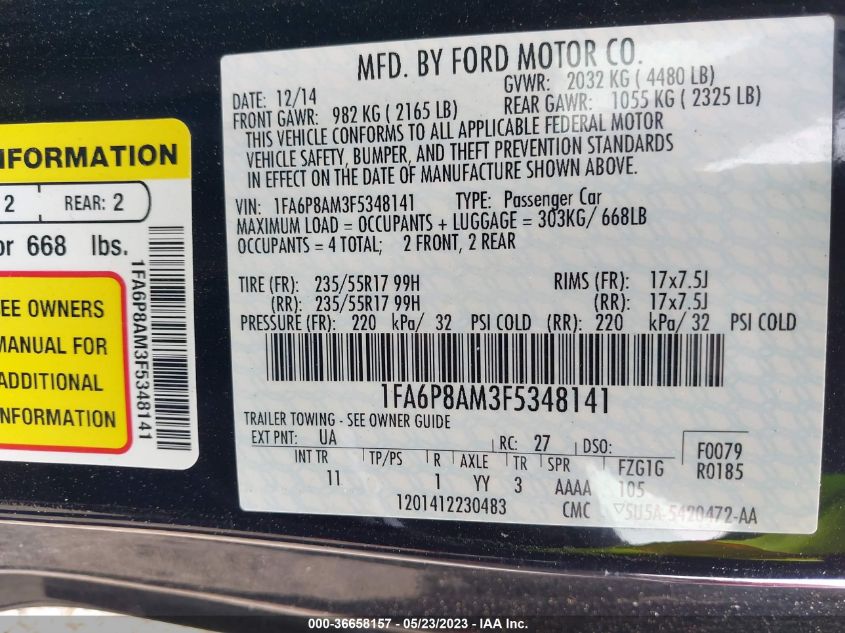 NFORMATION
2 REAR: 2
or 668 lbs.
EE OWNERS
MANUAL FOR
ADDITIONAL
INFORMATION
1FA6P8AM3F5348141
MFD. BY FORD MOTOR CO.
DATE: 12/14 GVWR: 2032 KG ( 4480 LB)
FRONT GAWR: 982 KG ( 2165 LB) REAR GAWR: 1055 KG ( 2325 LB)
THIS VEHICLE CONFORMS TO ALL APPLICABLE FEDERAL MOTOR
VEHICLE SAFETY, BUMPER, AND THEFT PREVENTION STANDARDS
IN EFFECT ON THE DATE OF MANUFACTURE SHOWN ABOVE.
VIN: 1FA6P8AM3F5348141 TYPE: Passenger Car
MAXIMUM LOAD = OCCUPANTS + LUGGAGE = 303KG/ 668LB
OCCUPANTS = 4 TOTAL; 2 FRONT, 2 REAR
TIRE (FR): 235/55R17 99H RIMS (FR): 17x7.5J
(RR): 235/55R17 99H (RR): 17x7.5J
PRESSURE (FR): 220 kPa/ 32 PSI COLD (RR): 220 kPa/ 32 PSI COLD
1FA6P8AM3F5348141
TRAILER TOWING - SEE OWNER GUIDE
EXT PNT: UA RC: 27 DSO: F0079
R0185
INT TR TP/PS R AXLE TR SPR FZG1G
11 1 YY 3 AAAA 105
1201412230483 CMC ▽SU5A-5420472-AA
000-36658157 - 05/23/2023 - IAA Inc.